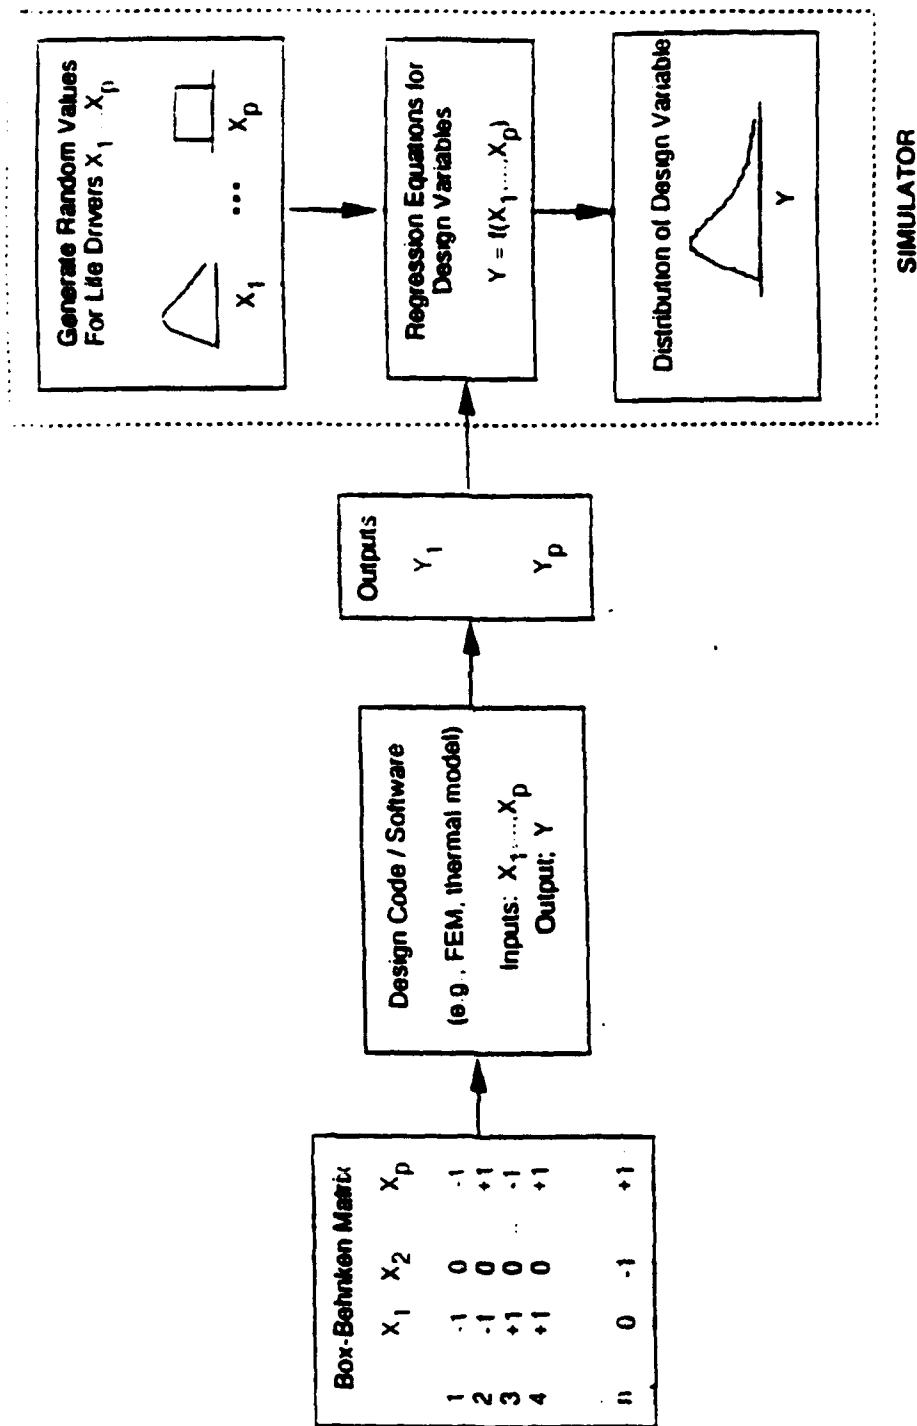 Box-Behnken Matrix
X1 X2 Xp
1 -1 0 -1
2 -1 0 +1
3 +1 0 -1
4 +1 0 +1
n 0 -1 +1
Design Code / Software
(e.g., FEM, thermal model)
Inputs: X1,...,Xp
Output: Y
Outputs
Y1
Yp
Generate Random Values
For Life Drivers X1 ... Xp
X1 ... Xp
Regression Equations for
Design Variables
Y = f(X1,...,Xp)
Distribution of Design Variable
Y
SIMULATOR